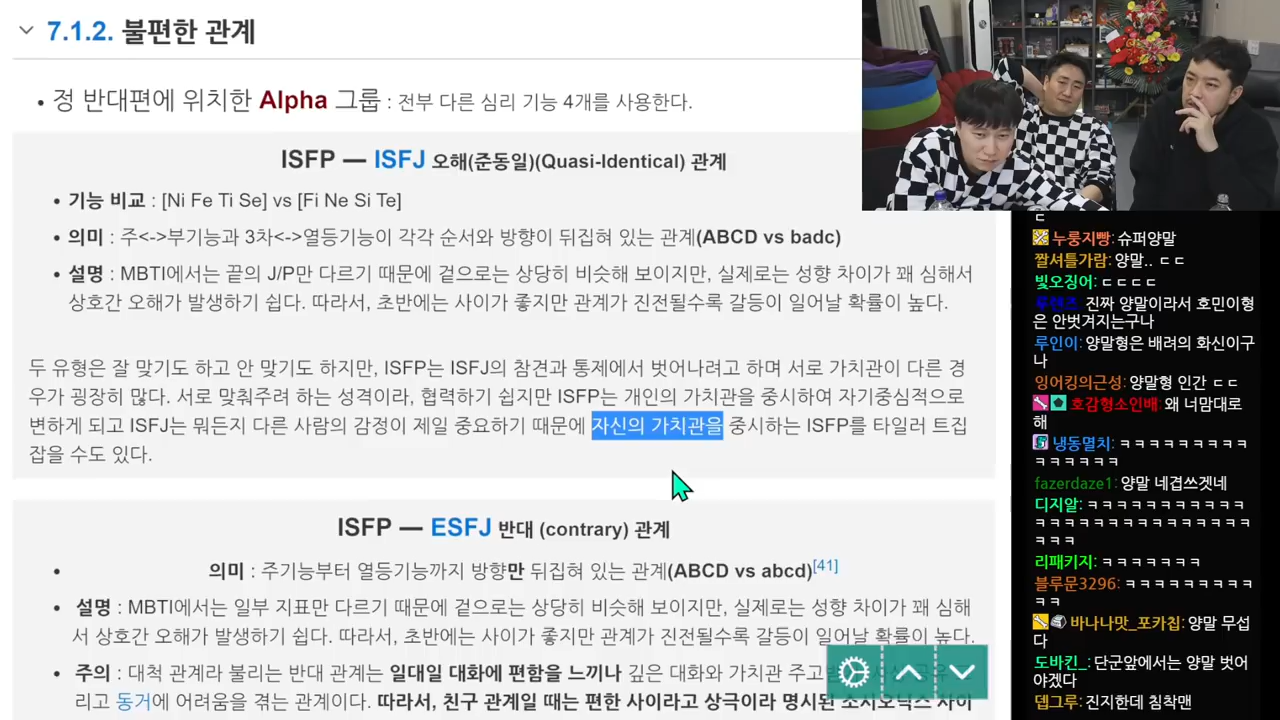 7.1.2. 불편한 관계
• 정 반대편에 위치한 Alpha 그룹 : 전부 다른 심리 기능 4개를 사용한다.
ISFP — ISFJ 오해(준동일)(Quasi-Identical) 관계
• 기능 비교 : [Ni Fe Ti Se] vs [Fi Ne Si Te]
• 의미 : 주<->부기능과 3차<->열등기능이 각각 순서와 방향이 뒤집혀 있는 관계(ABCD vs badc)
• 설명 : MBTI에서는 끝의 J/P만 다르기 때문에 겉으로는 상당히 비슷해 보이지만, 실제로는 성향 차이가 꽤 심해서
상호간 오해가 발생하기 쉽다. 따라서, 초반에는 사이가 좋지만 관계가 진전될수록 갈등이 일어날 확률이 높다.
두 유형은 잘 맞기도 하고 안 맞기도 하지만, ISFP는 ISFJ의 참견과 통제에서 벗어나려고 하며 서로 가치관이 다른 경
우가 굉장히 많다. 서로 맞춰주려 하는 성격이라, 협력하기 쉽지만 ISFP는 개인의 가치관을 중시하여 자기중심적으로
변하게 되고 ISFJ는 뭐든지 다른 사람의 감정이 제일 중요하기 때문에 자신의 가치관을 중시하는 ISFP를 타일러 트집
잡을 수도 있다.
ISFP — ESFJ 반대 (contrary) 관계
• 의미 : 주기능부터 열등기능까지 방향만 뒤집혀 있는 관계(ABCD vs abcd)[41]
• 설명 : MBTI에서는 일부 지표만 다르기 때문에 겉으로는 상당히 비슷해 보이지만, 실제로는 성향 차이가 꽤 심해
서 상호간 오해가 발생하기 쉽다. 따라서, 초반에는 사이가 좋지만 관계가 진전될수록 갈등이 일어날 확률이 높다.
• 주의 : 대척 관계라 불리는 반대 관계는 일대일 대화에 편함을 느끼나 깊은 대화와 가치관 주고
리고 동거에 어려움을 겪는 관계이다. 따라서, 친구 관계일 때는 편한 사이라고 상극이라 명시된 소시오닉스 사이
ㄷ
누룽지빵: 슈퍼양말
짤셔틀가람: 양말.. ㄷㄷ
빛오징어: ㄷㄷㄷㄷ
진짜 양말이라서 호민이형
은 안벗겨지는구나
루인이: 양말형은 배려의 화신이구
나
잉어킹의근성: 양말형 인간 ㄷㄷ
호감형소인배: 왜 너맘대로
해
냉동멸치: ㅋㅋㅋㅋㅋㅋㅋㅋㅋ
ㅋㅋㅋㅋㅋㅋ
fazerdaze1: 양말 네겹쓰겟네
디지알: ㅋㅋㅋㅋㅋㅋㅋㅋㅋㅋㅋ
ㅋㅋㅋㅋㅋㅋㅋㅋㅋㅋㅋㅋㅋㅋㅋ
ㅋㅋㅋ
리패키지: ㅋㅋㅋㅋㅋㅋㅋ
블루문3296: ㅋㅋㅋㅋㅋㅋㅋㅋㅋ
ㅋㅋ
바나나맛_포카칩: 양말 무섭
다
도바킨_: 단군앞에서는 양말 벗어
야겠다
뎁그루: 진지한데 침착맨